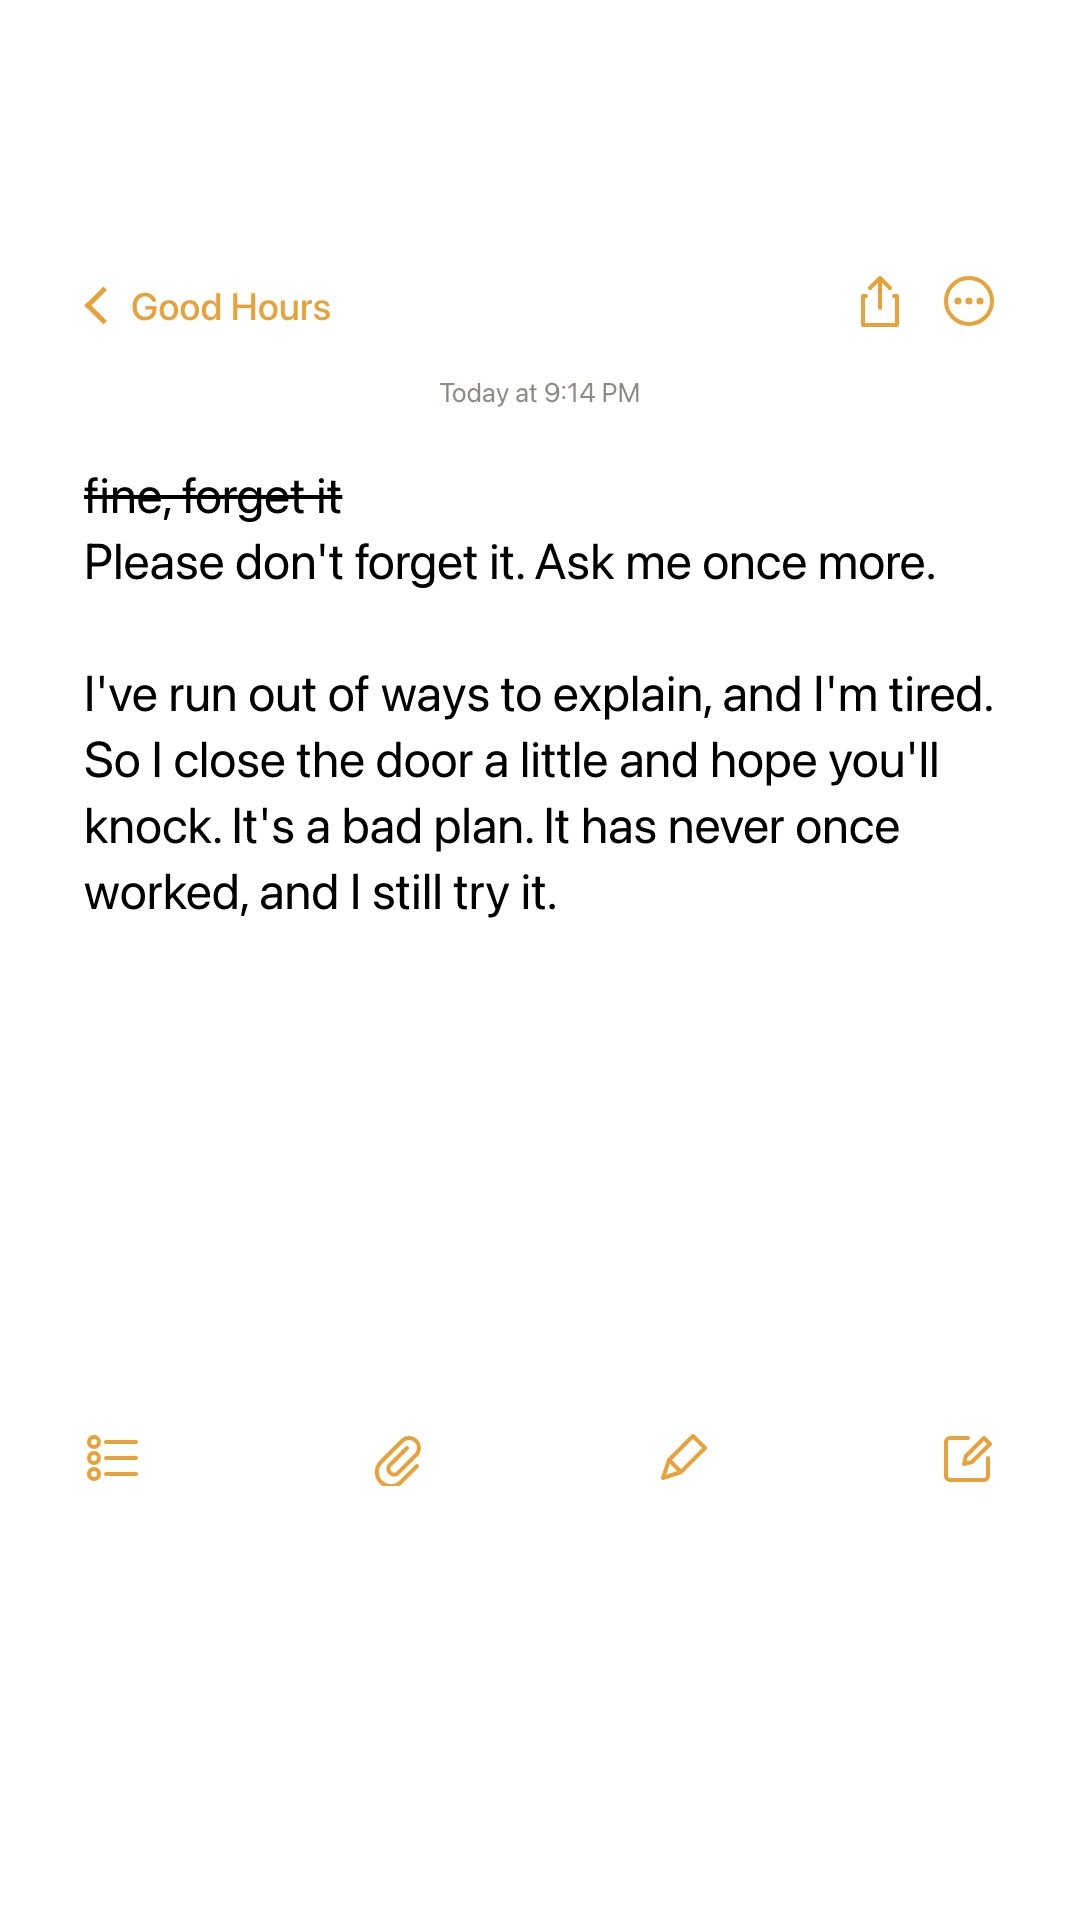 Good Hours
Today at 9:14 PM
fine, forget it
Please don't forget it. Ask me once more.
I've run out of ways to explain, and I'm tired.
So I close the door a little and hope you'll
knock. It's a bad plan. It has never once
worked, and I still try it.